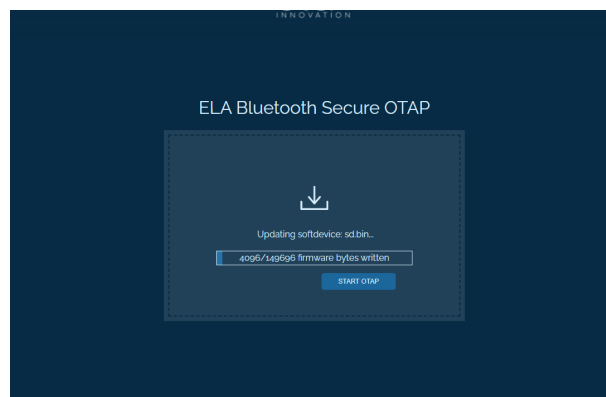 INNOVATION
ELA Bluetooth Secure OTAP
Updating softdevice: sd.bin...
4096/149696 firmware bytes written
START OTAP